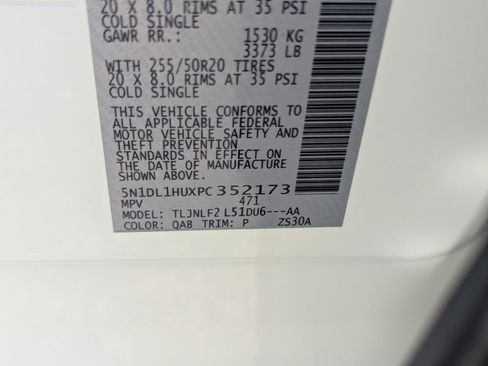 20 X 8.0 RIMS AT 35 PSI
COLD SINGLE
GAWR RR.: 1530 KG
3373 LB
WITH 255/50R20 TIRES
20 X 8.0 RIMS AT 35 PSI
COLD SINGLE
THIS VEHICLE CONFORMS TO
ALL APPLICABLE FEDERAL
MOTOR VEHICLE SAFETY AND
THEFT PREVENTION
STANDARDS IN EFFECT ON
THE DATE OF MANUFACTURE
SHOWN ABOVE.
5N1DL1HUXPC352173
MPV 471
MODEL: TLJNLF2 L51DU6---AA
COLOR: QAB TRIM: P ZS30A